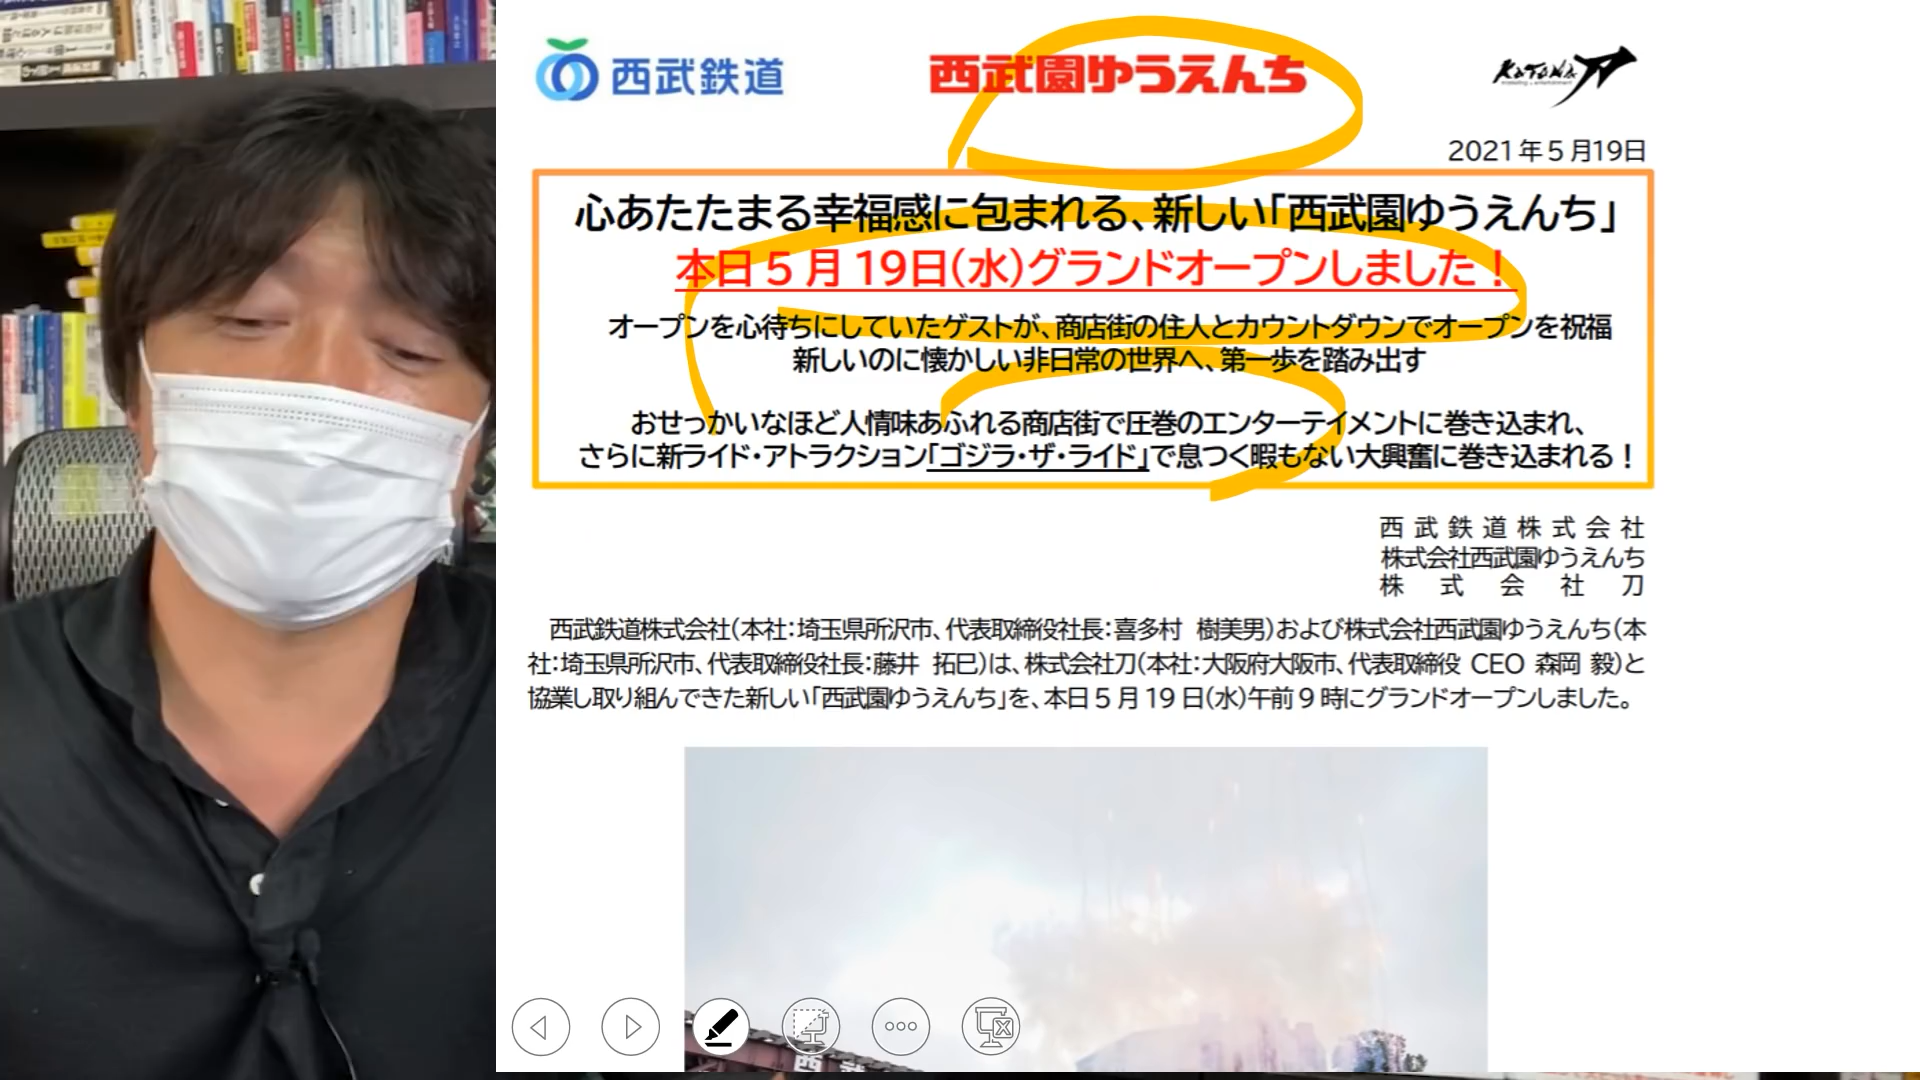 西武鉄道
西武園ゆうえんち
KATANA 刀
2021年5月19日
心あたたまる幸福感に包まれる、新しい「西武園ゆうえんち」
本日5月19日(水)グランドオープンしました！
オープンを心待ちにしていたゲストが、商店街の住人とカウントダウンでオープンを祝福
新しいのに懐かしい非日常の世界へ、第一歩を踏み出す
おせっかいなほど人情味あふれる商店街で圧巻のエンターテイメントに巻き込まれ、
さらに新ライド・アトラクション「ゴジラ・ザ・ライド」で息つく暇もない大興奮に巻き込まれる！
西武鉄道株式会社
株式会社西武園ゆうえんち
株式会社刀
西武鉄道株式会社(本社：埼玉県所沢市、代表取締役社長：喜多村 樹美男)および株式会社西武園ゆうえんち(本
社：埼玉県所沢市、代表取締役社長：藤井 拓巳)は、株式会社刀(本社：大阪府大阪市、代表取締役 CEO 森岡 毅)と
協業し取り組んできた新しい「西武園ゆうえんち」を、本日5月19日(水)午前9時にグランドオープンしました。
西武